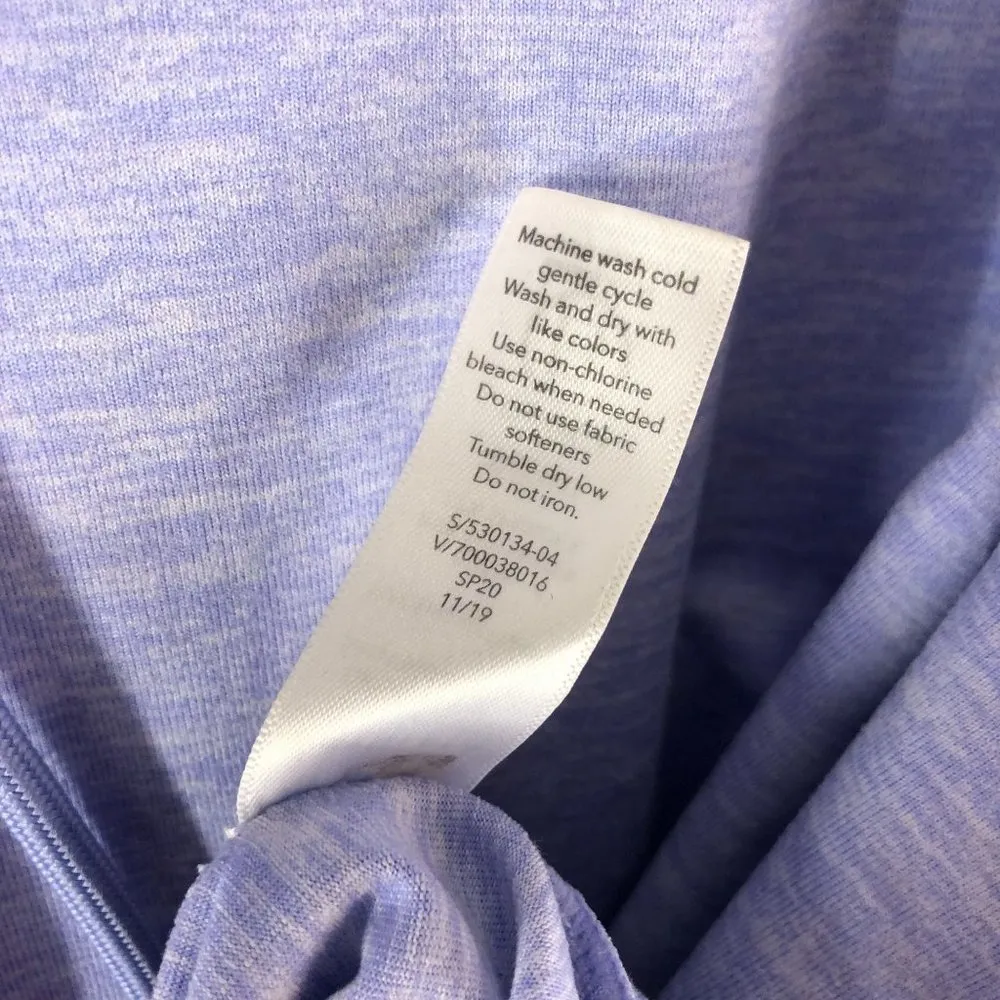 Machine wash cold
gentle cycle
Wash and dry with
like colors
Use non-chlorine
bleach when needed
Do not use fabric
softeners
Tumble dry low
Do not iron.
S/530134-04
V/700038016
SP20
11/19